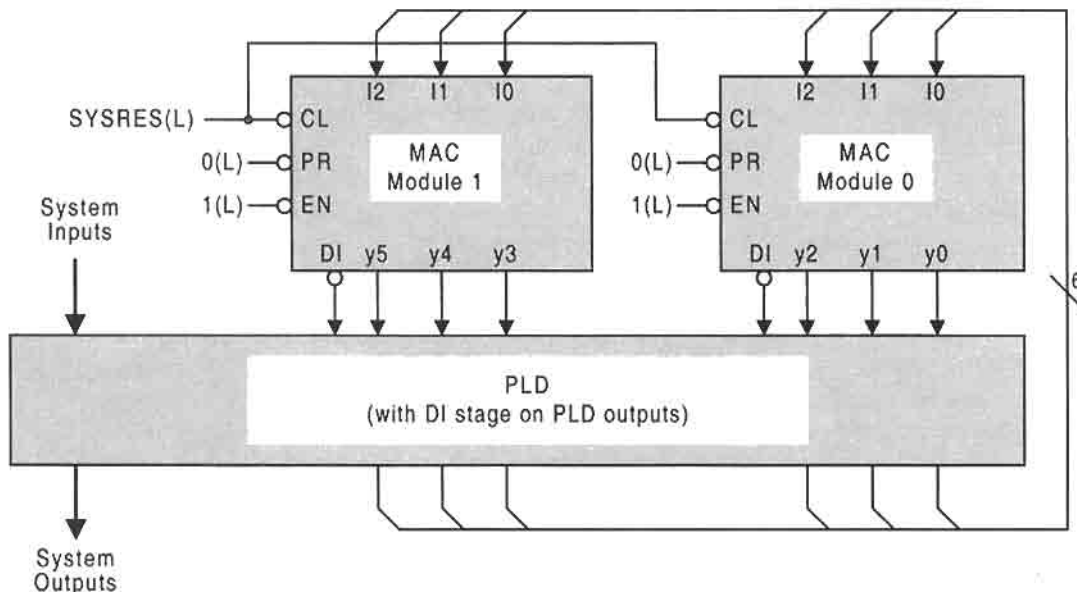 I2 I1 I0
I2 I1 I0
SYSRES(L)
CL
MAC
Module 1
0(L)
PR
1(L)
EN
DI y5 y4 y3
CL
MAC
Module 0
0(L)
PR
1(L)
EN
DI y2 y1 y0
System
Inputs
6
PLD
(with DI stage on PLD outputs)
System
Outputs